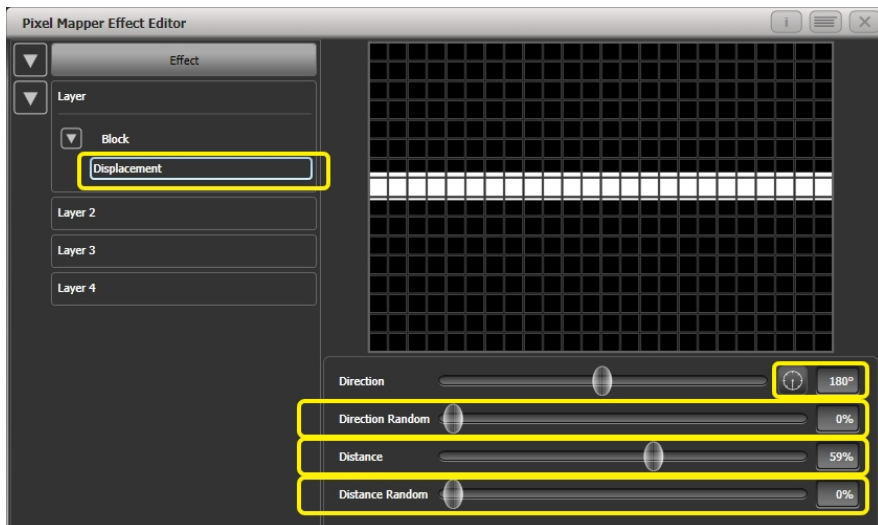 Pixel Mapper Effect Editor
i
Effect
Layer
Block
Displacement
Layer 2
Layer 3
Layer 4
Direction 180°
Direction Random 0%
Distance 59%
Distance Random 0%